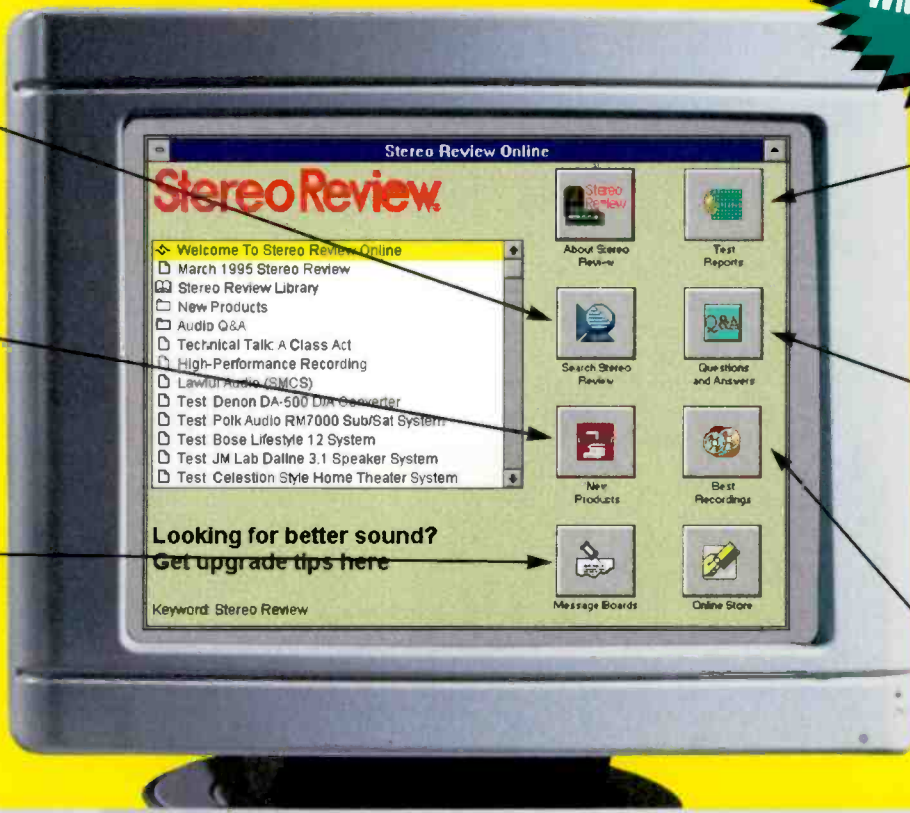 Stereo Review Online
Stereo Review
Welcome To Stereo Review Online
March 1995 Stereo Review
Stereo Review Library
New Products
Audio Q&A
Technical Talk: A Class Act
High-Performance Recording
Lawful Audio (SMCS)
Test Denon DA-500 D/A Converter
Test Polk Audio RM7000 Sub/Sat System
Test Bose Lifestyle 12 System
Test JM Lab Daline 3.1 Speaker System
Test Celestion Style Home Theater System
Looking for better sound?
Get upgrade tips here
Keyword: Stereo Review
Stereo
Review
About Stereo
Review
Test
Reports
Search Stereo
Review
Q&A
Questions
and Answers
New
Products
Best
Recordings
Message Boards
Online Store